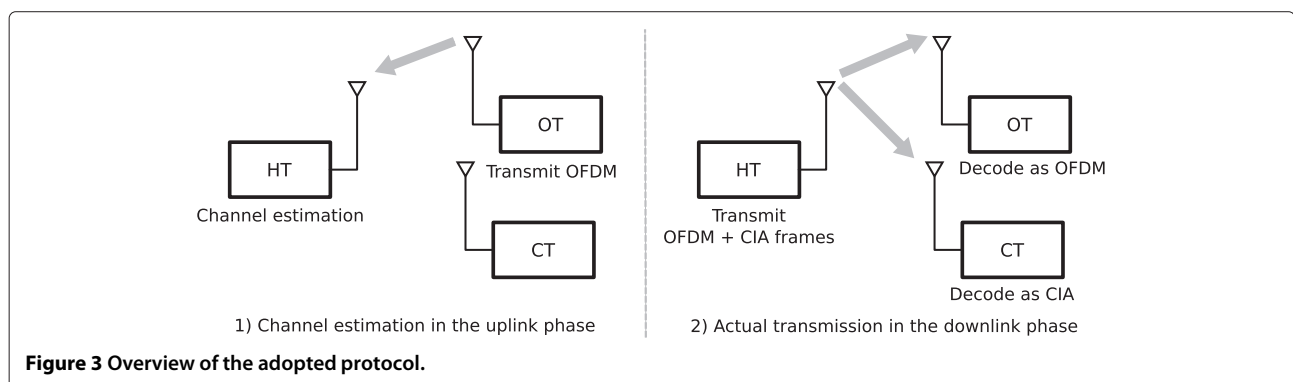 OT
Transmit OFDM
HT
Channel estimation
CT
1) Channel estimation in the uplink phase
OT
Decode as OFDM
HT
Transmit
OFDM + CIA frames
CT
Decode as CIA
2) Actual transmission in the downlink phase
Figure 3 Overview of the adopted protocol.